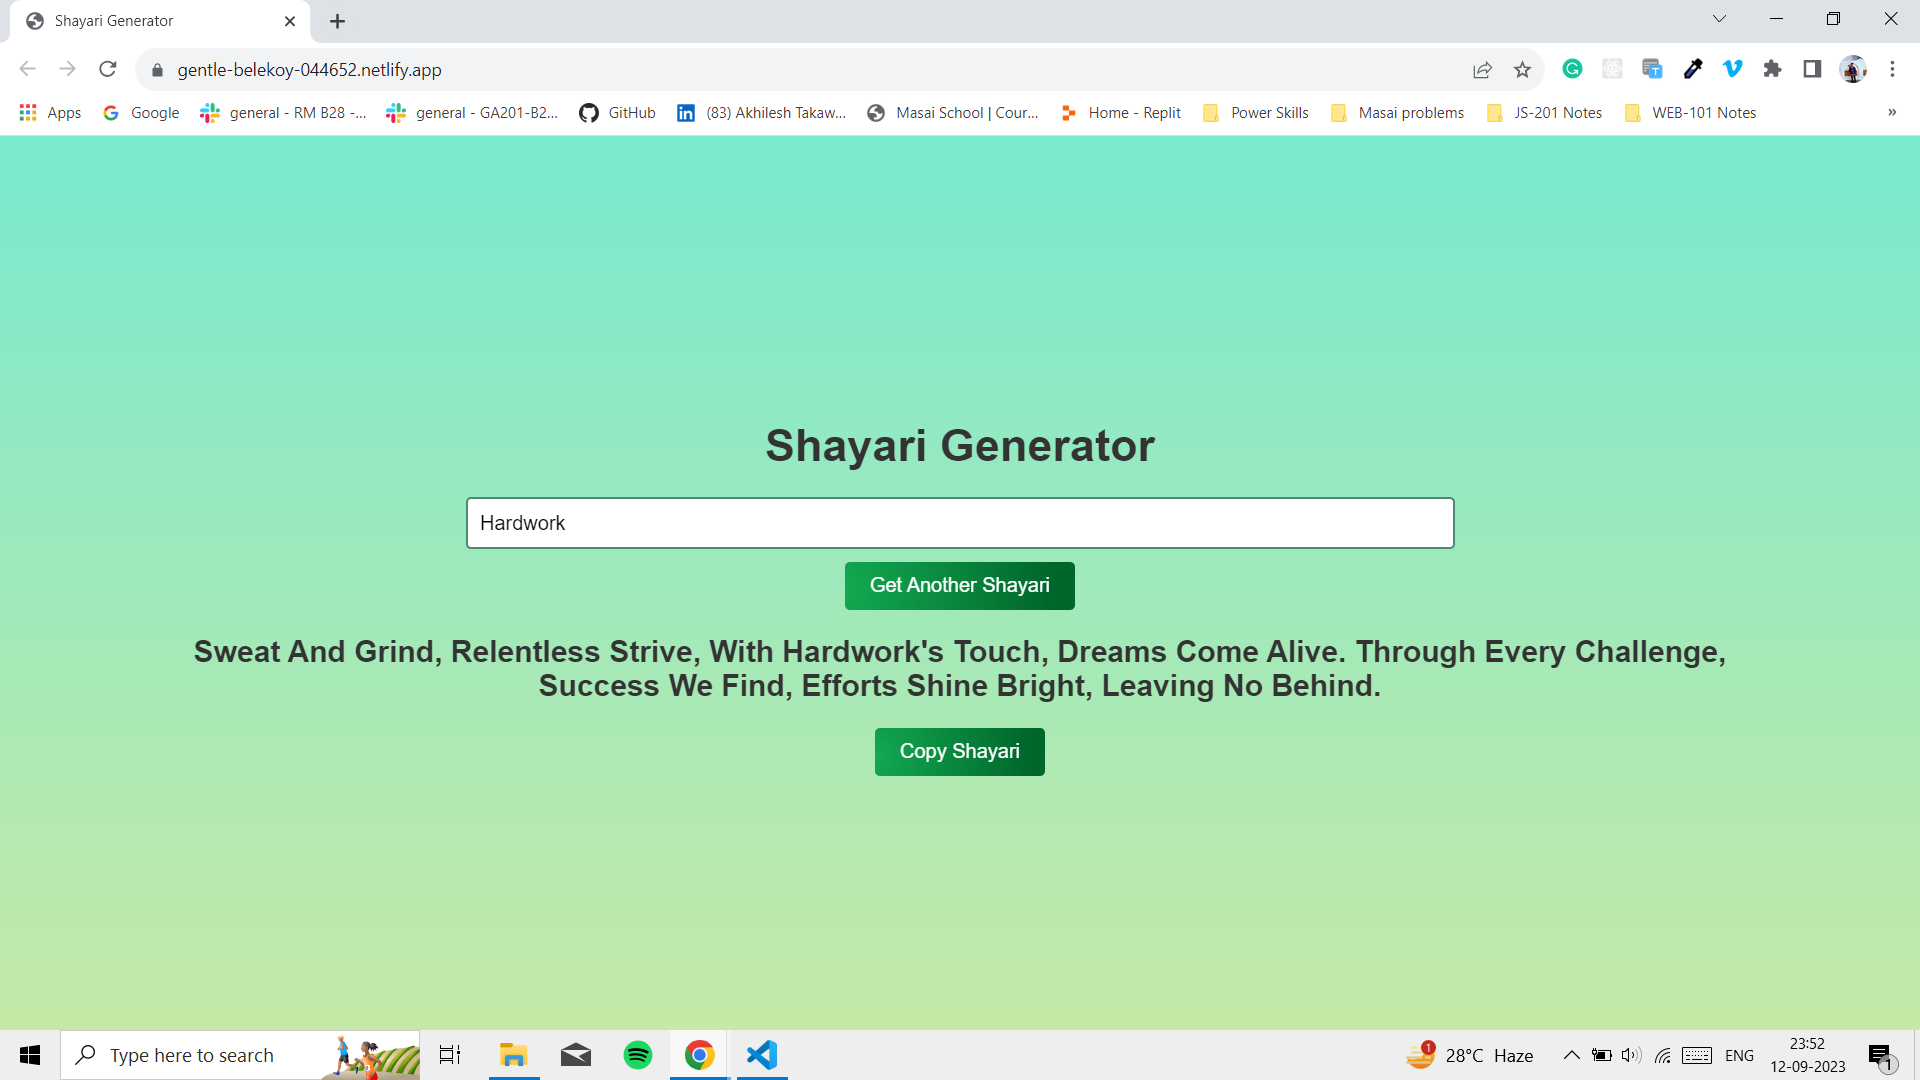 Shayari Generator
gentle-belekoy-044652.netlify.app
Apps
Google
general - RM B28 -...
general - GA201-B2...
GitHub
(83) Akhilesh Takaw...
Masai School | Cour...
Home - Replit
Power Skills
Masai problems
JS-201 Notes
WEB-101 Notes
»
Shayari Generator
Hardwork
Get Another Shayari
Sweat And Grind, Relentless Strive, With Hardwork's Touch, Dreams Come Alive. Through Every Challenge,
Success We Find, Efforts Shine Bright, Leaving No Behind.
Copy Shayari
Type here to search
1
28°C Haze
ENG
23:52
12-09-2023
1